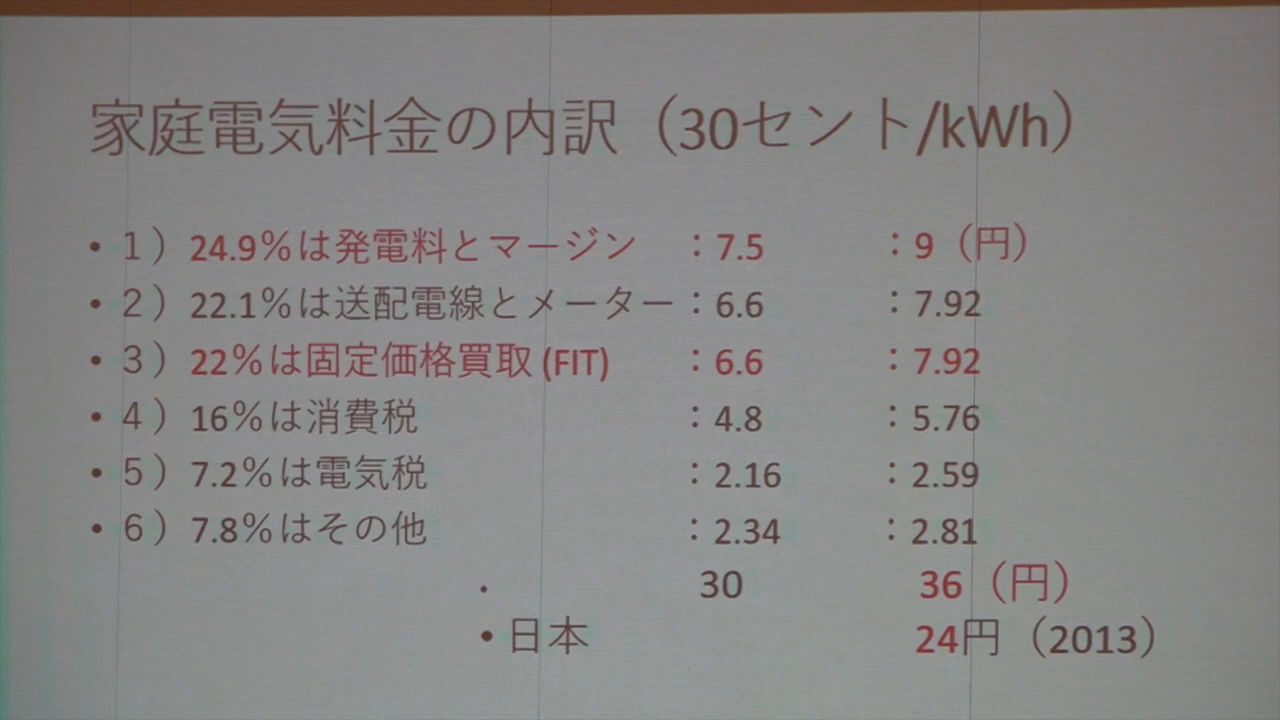 家庭電気料金の内訳（30セント/kWh）
• 1）24.9%は発電料とマージン ：7.5 ：9（円）
• 2）22.1%は送配電線とメーター：6.6 ：7.92
• 3）22%は固定価格買取 (FIT) ：6.6 ：7.92
• 4）16%は消費税 ：4.8 ：5.76
• 5）7.2%は電気税 ：2.16 ：2.59
• 6）7.8%はその他 ：2.34 ：2.81
• 30 36（円）
• 日本 24円（2013）